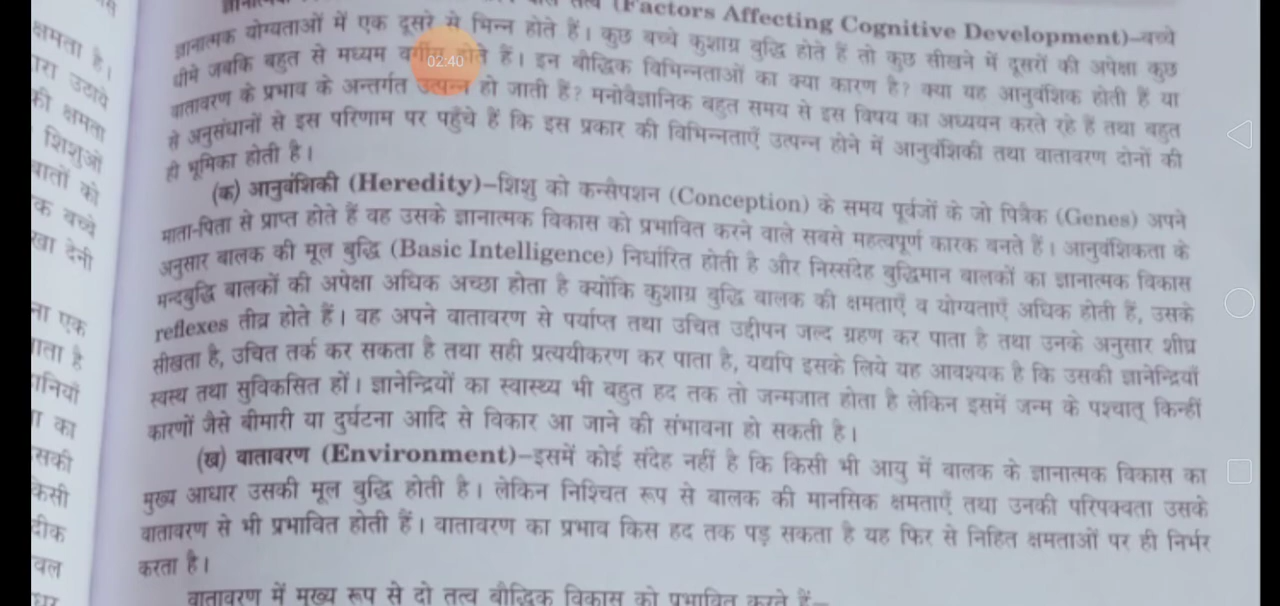 क्षमता है।
उठाये
की क्षमता
शिशुओं
बातों को
क बच्चे
खा देनी
ना एक
का
दीक
(Factors Affecting Cognitive Development)–बच्चे
ज्ञानात्मक योग्यताओं में एक दूसरे से भिन्न होते हैं। कुछ बच्चे कुशाग्र बुद्धि होते हैं तो कुछ सीखने में दूसरों की अपेक्षा कुछ
धीमे जबकि बहुत से मध्यम होते हैं। इन बौद्धिक विभिन्नताओं का क्या कारण है? क्या यह आनुवंशिक होती हैं या
वातावरण के प्रभाव के अन्तर्गत उत्पन्न हो जाती हैं? मनोवैज्ञानिक बहुत समय से इस विषय का अध्ययन करते रहे हैं तथा बहुत
से अनुसंधानों से इस परिणाम पर पहुँचे हैं कि इस प्रकार की विभिन्नताएँ उत्पन्न होने में आनुवंशिकी तथा वातावरण दोनों की
ही भूमिका होती है।
(क) आनुवंशिकी (Heredity)–शिशु को कन्सैपशन (Conception) के समय पूर्वजों के जो पित्रैक (Genes) अपने
माता-पिता से प्राप्त होते हैं वह उसके ज्ञानात्मक विकास को प्रभावित करने वाले सबसे महत्वपूर्ण कारक बनते हैं। आनुवंशिकता के
अनुसार बालक की मूल बुद्धि (Basic Intelligence) निर्धारित होती है और निस्संदेह बुद्धिमान बालकों का ज्ञानात्मक विकास
मन्दबुद्धि बालकों की अपेक्षा अधिक अच्छा होता है क्योंकि कुशाग्र बुद्धि बालक की क्षमताएँ व योग्यताएँ अधिक होती हैं, उसके
reflexes तीव्र होते हैं। वह अपने वातावरण से पर्याप्त तथा उचित उद्दीपन जल्द ग्रहण कर पाता है तथा उनके अनुसार शीघ्र
सीखता है, उचित तर्क कर सकता है तथा सही प्रत्ययीकरण कर पाता है, यद्यपि इसके लिये यह आवश्यक है कि उसकी ज्ञानेन्द्रियाँ
स्वस्थ तथा सुविकसित हों। ज्ञानेन्द्रियों का स्वास्थ्य भी बहुत हद तक तो जन्मजात होता है लेकिन इसमें जन्म के पश्चात् किन्हीं
कारणों जैसे बीमारी या दुर्घटना आदि से विकार आ जाने की संभावना हो सकती है।
(ख) वातावरण (Environment)–इसमें कोई संदेह नहीं है कि किसी भी आयु में बालक के ज्ञानात्मक विकास का
मुख्य आधार उसकी मूल बुद्धि होती है। लेकिन निश्चित रूप से बालक की मानसिक क्षमताएँ तथा उनकी परिपक्वता उसके
वातावरण से भी प्रभावित होती हैं। वातावरण का प्रभाव किस हद तक पड़ सकता है यह फिर से निहित क्षमताओं पर ही निर्भर
करता है।
वातावरण में मुख्य रूप से दो तत्व बौद्धिक विकास को प्रभावित करते हैं–
02:40